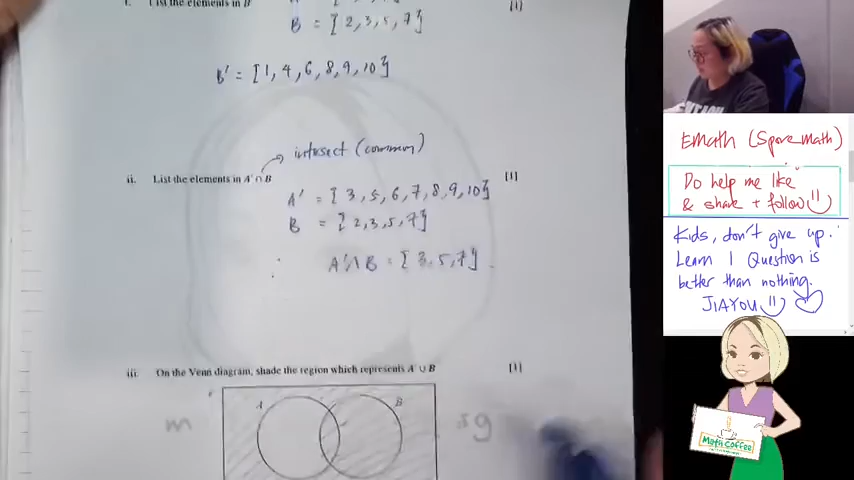 i. List the elements in B' [1]
B = [2, 3, 5, 7]
B' = [1, 4, 6, 8, 9, 10]
intersect (common)
ii. List the elements in A' ∩ B [1]
A' = [3, 5, 6, 7, 8, 9, 10]
B = [2, 3, 5, 7]
∴ A' ∩ B = [3, 5, 7].
iii. On the Venn diagram, shade the region which represents A' ∪ B [1]
A
B
EMath (Spore math)
Do help me like
& share + follow
Kids, don't give up.
Learn 1 Question is
better than nothing.
JIAYOU
Math Coffee